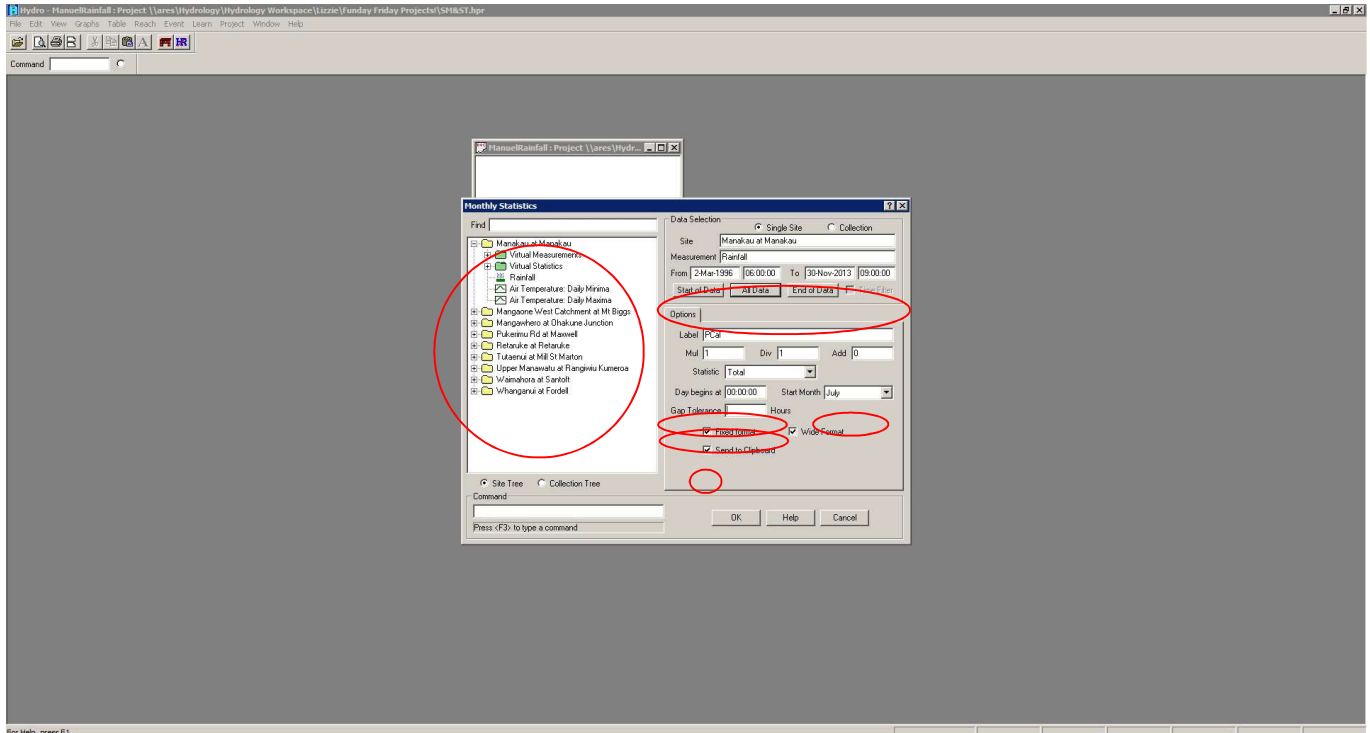 Hydro - ManuelRainfall : Project \\ares\Hydrology\Hydrology Workspace\Lizzie\Funday Friday Projects!\SM&ST.hpr
File Edit View Graphs Table Reach Event Learn Project Window Help
Command
ManuelRainfall : Project \\ares\Hydr...
Monthly Statistics
Find
Manakau at Manakau
Virtual Measurements
Virtual Statistics
Rainfall
Air Temperature: Daily Minima
Air Temperature: Daily Maxima
Mangaone West Catchment at Mt Biggs
Mangawhero at Ohakune Junction
Pukerimu Rd at Maxwell
Retaruke at Retaruke
Tutaenui at Mill St Marton
Upper Manawatu at Rangiwiu Kumeroa
Waimahora at Santoft
Whanganui at Fordell
Site Tree Collection Tree
Command
Press <F3> to type a command
Data Selection
Single Site Collection
Site Manakau at Manakau
Measurement Rainfall
From 2-Mar-1996 06:00:00 To 30-Nov-2013 09:00:00
Start of Data All Data End of Data Time Filter
Options
Label PCal
Mul 1 Div 1 Add 0
Statistic Total
Day begins at 00:00:00 Start Month July
Gap Tolerance Hours
Fixed format Wide Format
Send to Clipboard
OK Help Cancel
For Help, press F1